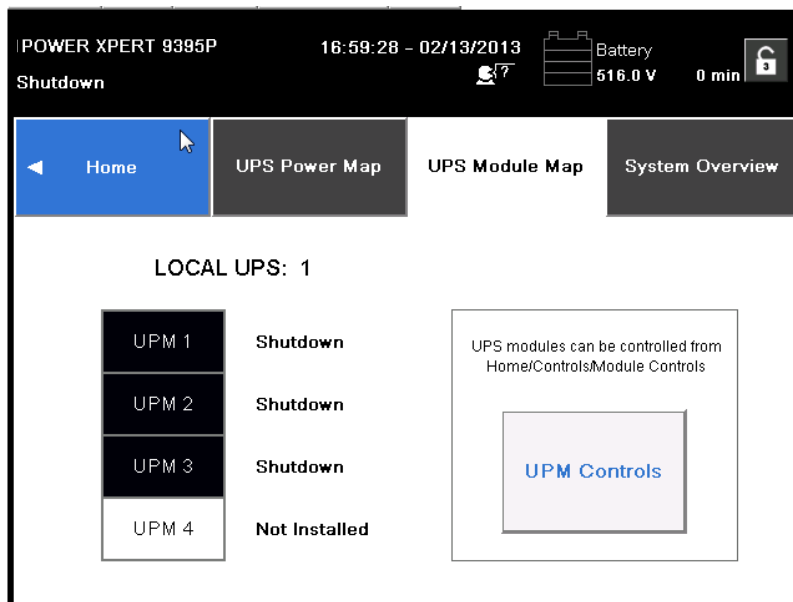 POWER XPERT 9395P
16:59:28 - 02/13/2013
Battery
Shutdown
?
516.0 V
0 min
3
Home
UPS Power Map
UPS Module Map
System Overview
LOCAL UPS: 1
UPM 1
Shutdown
UPM 2
Shutdown
UPM 3
Shutdown
UPM 4
Not Installed
UPS modules can be controlled from
Home/Controls/Module Controls
UPM Controls